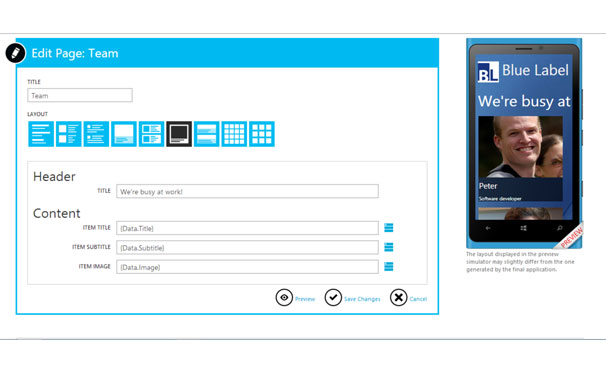 Edit Page: Team
TITLE
Team
LAYOUT
Header
TITLE
We're busy at work!
Content
ITEM TITLE
{Data.Title}
ITEM SUBTITLE
{Data.Subtitle}
ITEM IMAGE
{Data.Image}
Preview
Save Changes
Cancel
BL
Blue Label
We're busy at
Peter
Software developer
PREVIEW
The layout displayed in the preview
simulator may slightly differ from the one
generated by the final application.